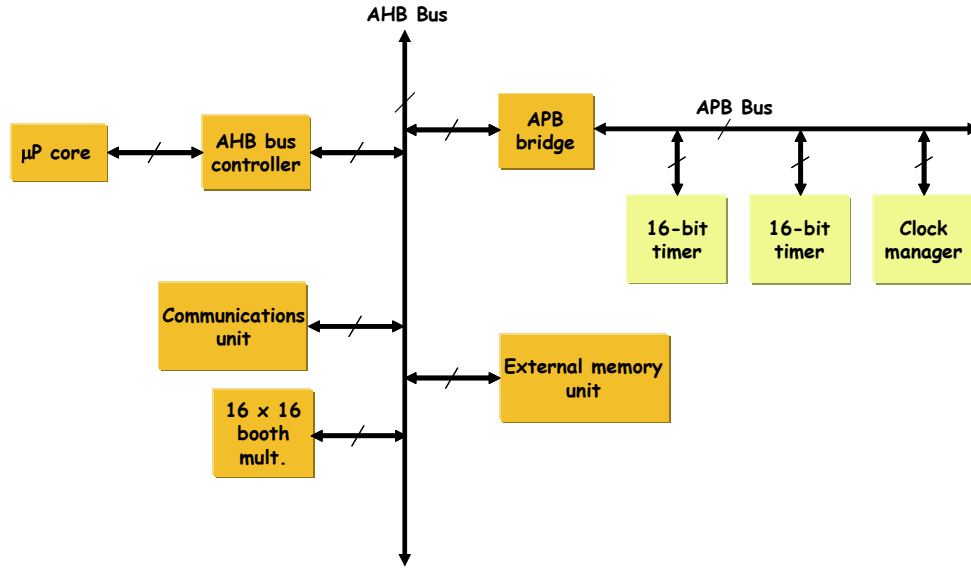 AHB Bus
µP core
AHB bus
controller
APB
bridge
APB Bus
16-bit
timer
16-bit
timer
Clock
manager
Communications
unit
External memory
unit
16 x 16
booth
mult.